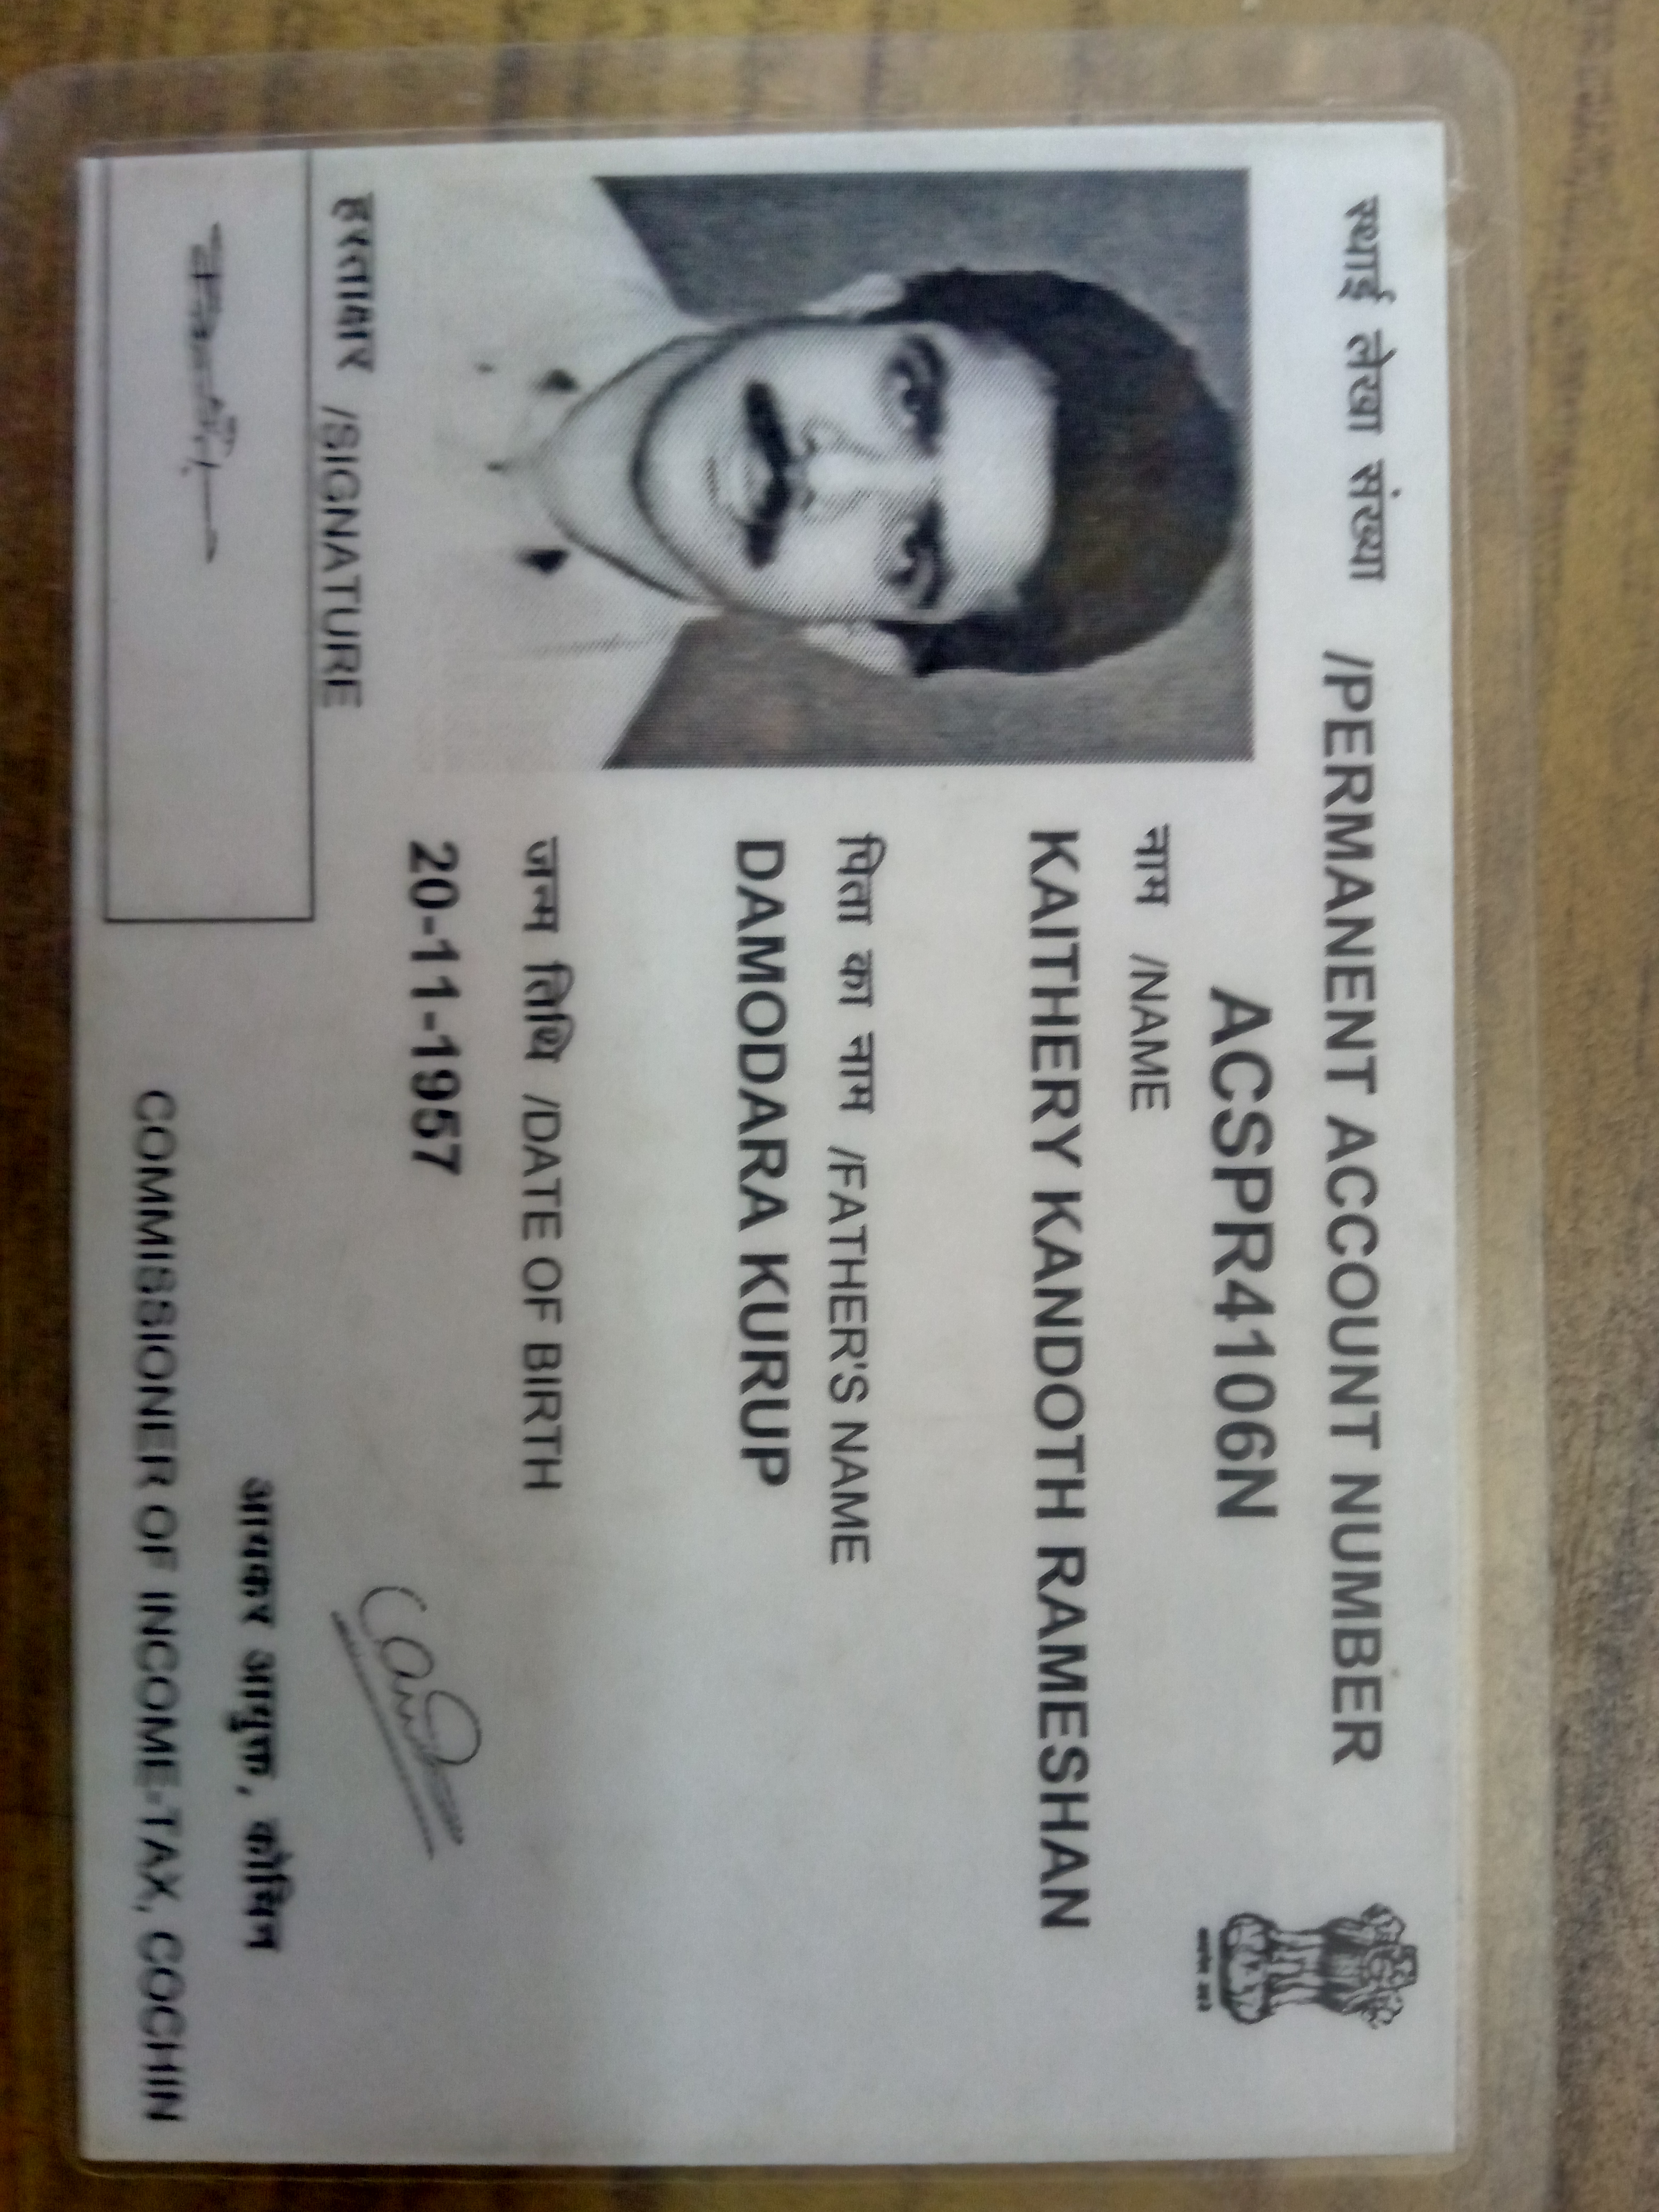 स्थाई लेखा संख्या /PERMANENT ACCOUNT NUMBER
ACSPR4106N
नाम /NAME
KAITHERY KANDOTH RAMESHAN
पिता का नाम /FATHER'S NAME
DAMODARA KURUP
जन्म तिथि /DATE OF BIRTH
20-11-1957
हस्ताक्षर /SIGNATURE
आयकर आयुक्त, कोचिन
COMMISSIONER OF INCOME-TAX, COCHIN